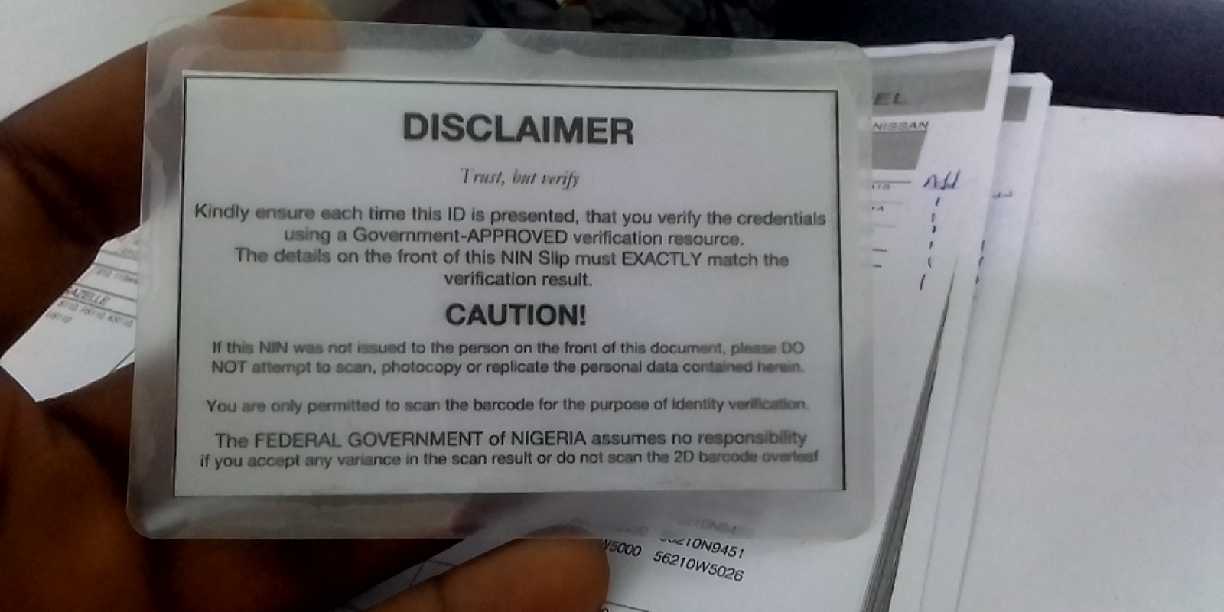 DISCLAIMER
Trust, but verify
Kindly ensure each time this ID is presented, that you verify the credentials
using a Government-APPROVED verification resource.
The details on the front of this NIN Slip must EXACTLY match the
verification result.
CAUTION!
If this NIN was not issued to the person on the front of this document, please DO
NOT attempt to scan, photocopy or replicate the personal data contained herein.
You are only permitted to scan the barcode for the purpose of identity verification.
The FEDERAL GOVERNMENT of NIGERIA assumes no responsibility
if you accept any variance in the scan result or do not scan the 2D barcode overleaf
EL
NISSAN
GAZELLE
56210N9451
W5000 56210W5026